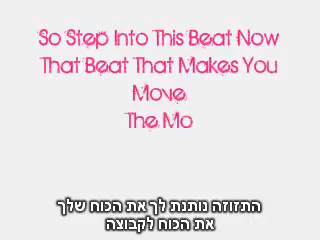 So Step Into This Beat Now
That Beat That Makes You
Move
The Mo
התזוזה נותנת לך את הכוח שלך
את הכוח לקבוצה